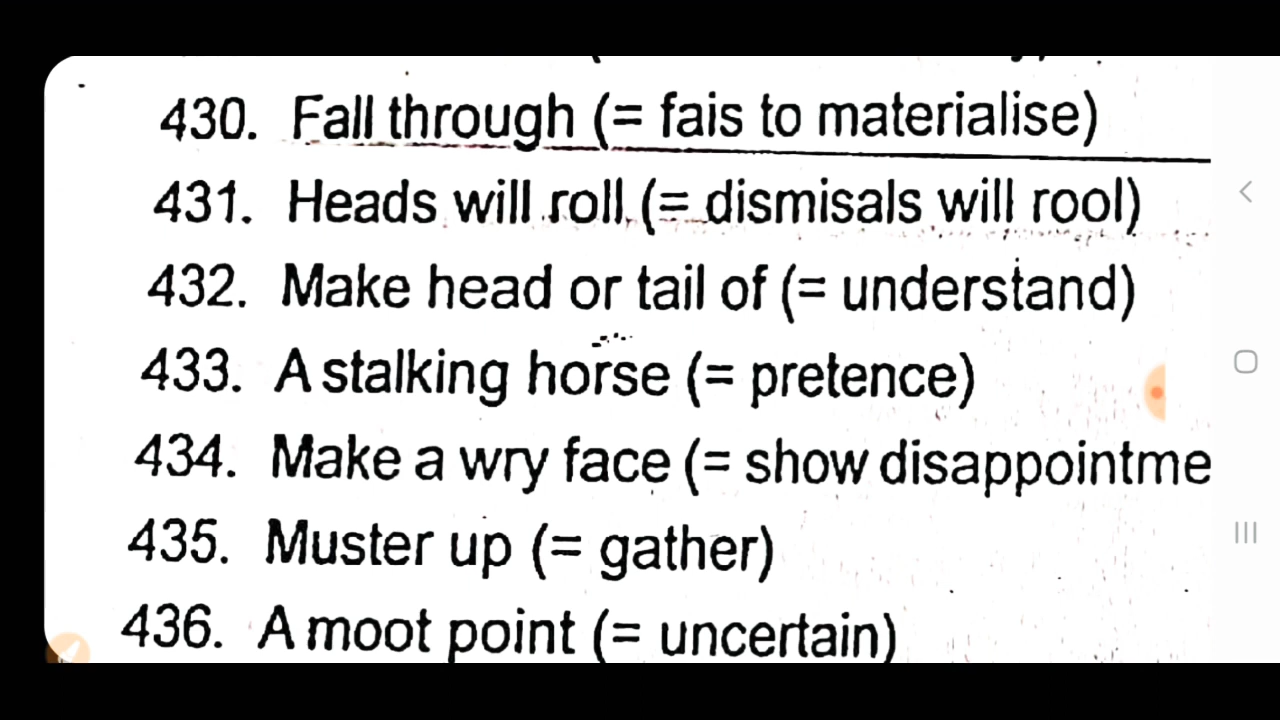 430. Fall through (= fais to materialise)
431. Heads will roll (= dismisals will rool)
432. Make head or tail of (= understand)
433. A stalking horse (= pretence)
434. Make a wry face (= show disappointme
435. Muster up (= gather)
436. A moot point (= uncertain)